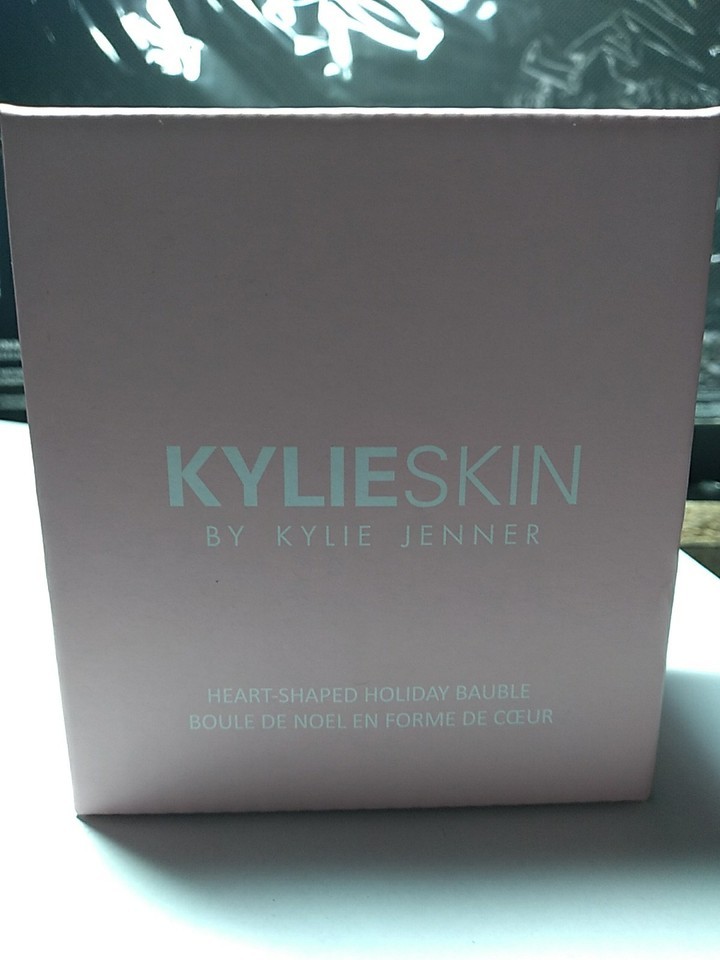 KYLIESKIN
BY KYLIE JENNER
HEART-SHAPED HOLIDAY BAUBLE
BOULE DE NOEL EN FORME DE CŒUR